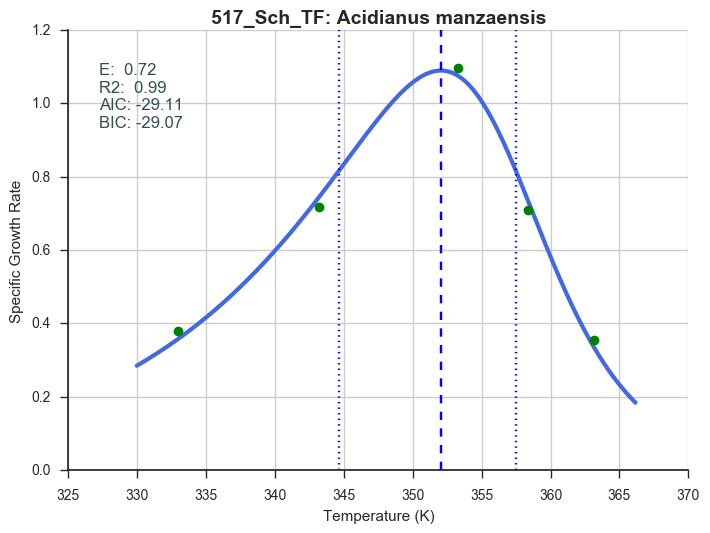 517_Sch_TF: Acidianus manzaensis
E: 0.72
R2: 0.99
AIC: -29.11
BIC: -29.07
Specific Growth Rate
1.2
1.0
0.8
0.6
0.4
0.2
0.0
325 330 335 340 345 350 355 360 365 370
Temperature (K)